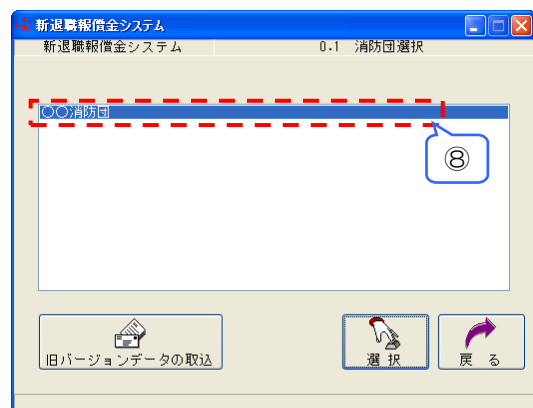 新退職報償金システム
新退職報償金システム 0.1 消防団選択
〇〇消防団
⑧
旧バージョンデータの取込
選 択
戻 る